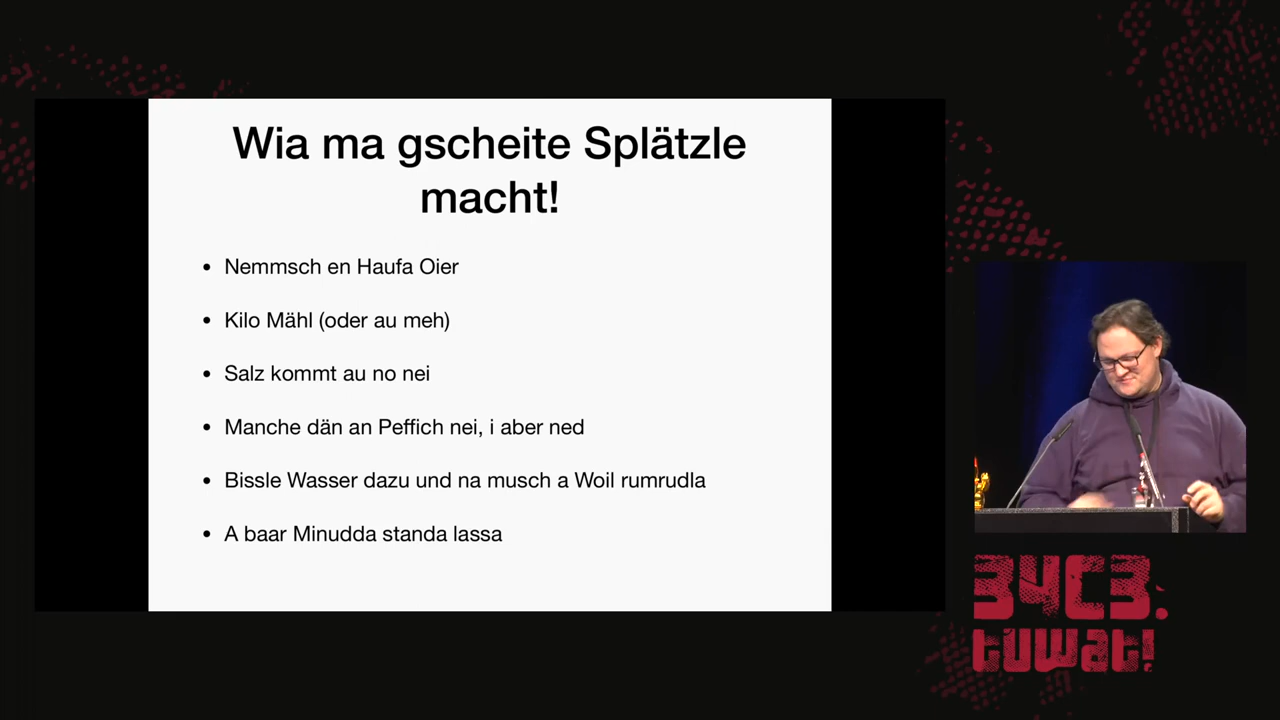 Wia ma gscheite Splätzle
macht!
• Nemmsch en Haufa Oier
• Kilo Mähl (oder au meh)
• Salz kommt au no nei
• Manche dän an Peffich nei, i aber ned
• Bissle Wasser dazu und na musch a Woil rumrudla
• A baar Minudda standa lassa
34C3.
tuwat!